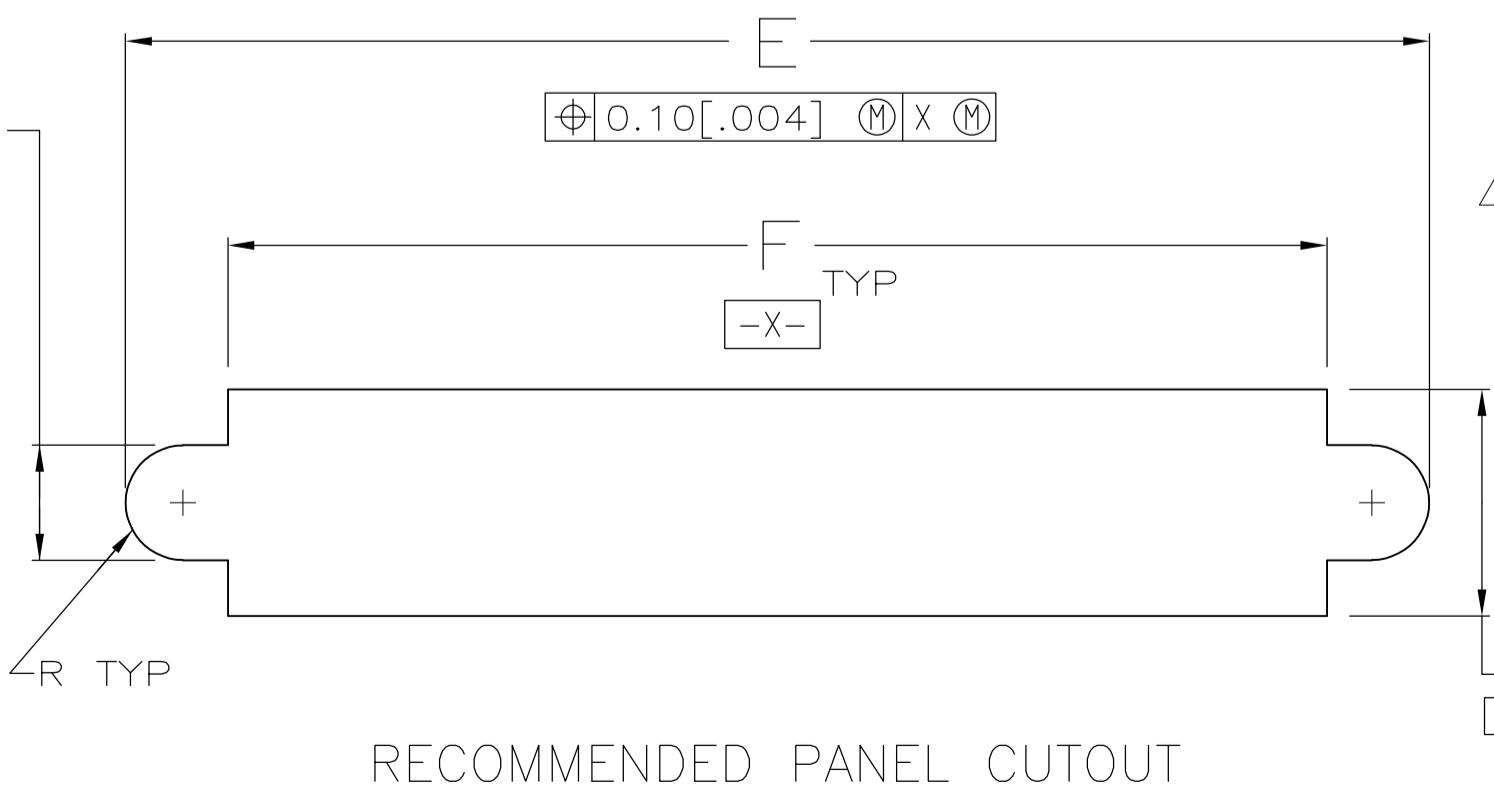 E
⌖ 0.10[.004] Ⓜ X Ⓜ
F
TYP
-X-
R TYP
RECOMMENDED PANEL CUTOUT